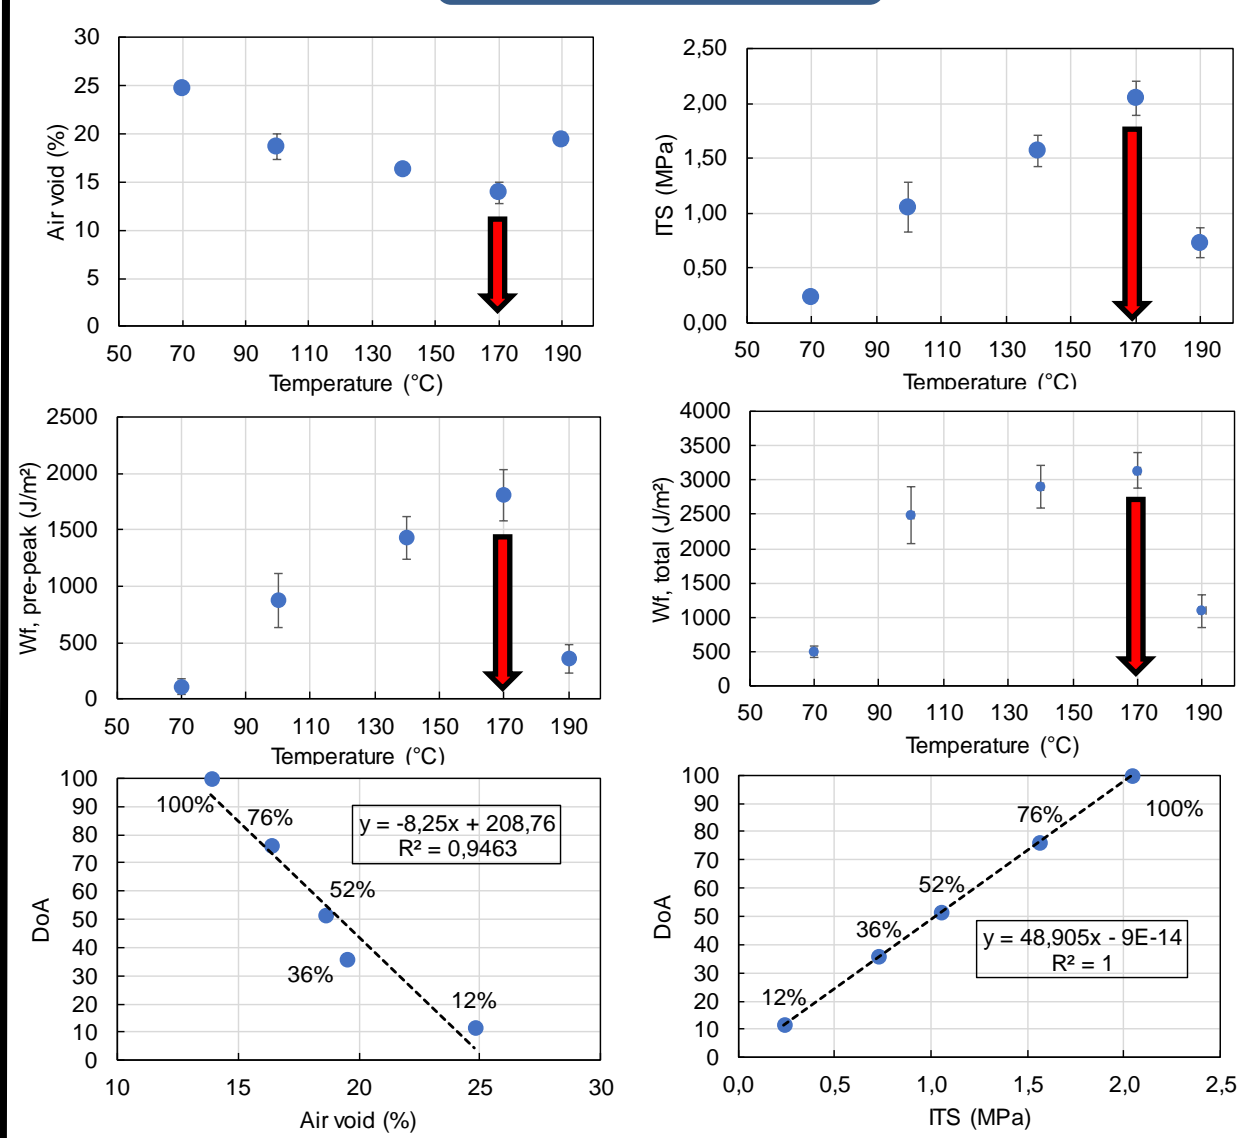 30
25
20
15
10
5
0
Air void (%)
50 70 90 110 130 150 170 190
Temperature (°C)
2,50
2,00
1,50
1,00
0,50
0,00
ITS (MPa)
50 70 90 110 130 150 170 190
Temperature (°C)
2500
2000
1500
1000
500
0
Wf, pre-peak (J/m²)
50 70 90 110 130 150 170 190
Temperature (°C)
4000
3500
3000
2500
2000
1500
1000
500
0
Wf, total (J/m²)
50 70 90 110 130 150 170 190
Temperature (°C)
100
90
80
70
60
50
40
30
20
10
0
DoA
100%
76%
52%
36%
12%
y = -8,25x + 208,76
R² = 0,9463
10 15 20 25 30
Air void (%)
100
90
80
70
60
50
40
30
20
10
0
DoA
100%
76%
52%
36%
12%
y = 48,905x - 9E-14
R² = 1
0,0 0,5 1,0 1,5 2,0 2,5
ITS (MPa)